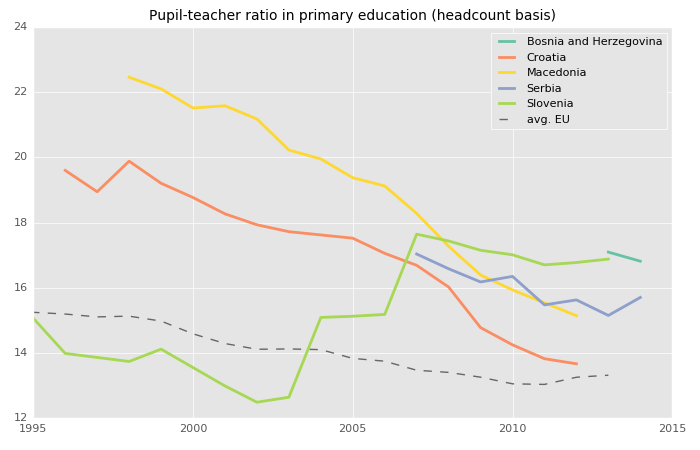 Pupil-teacher ratio in primary education (headcount basis)
24
22
20
18
16
14
12
1995
2000
2005
2010
2015
Bosnia and Herzegovina
Croatia
Macedonia
Serbia
Slovenia
avg. EU